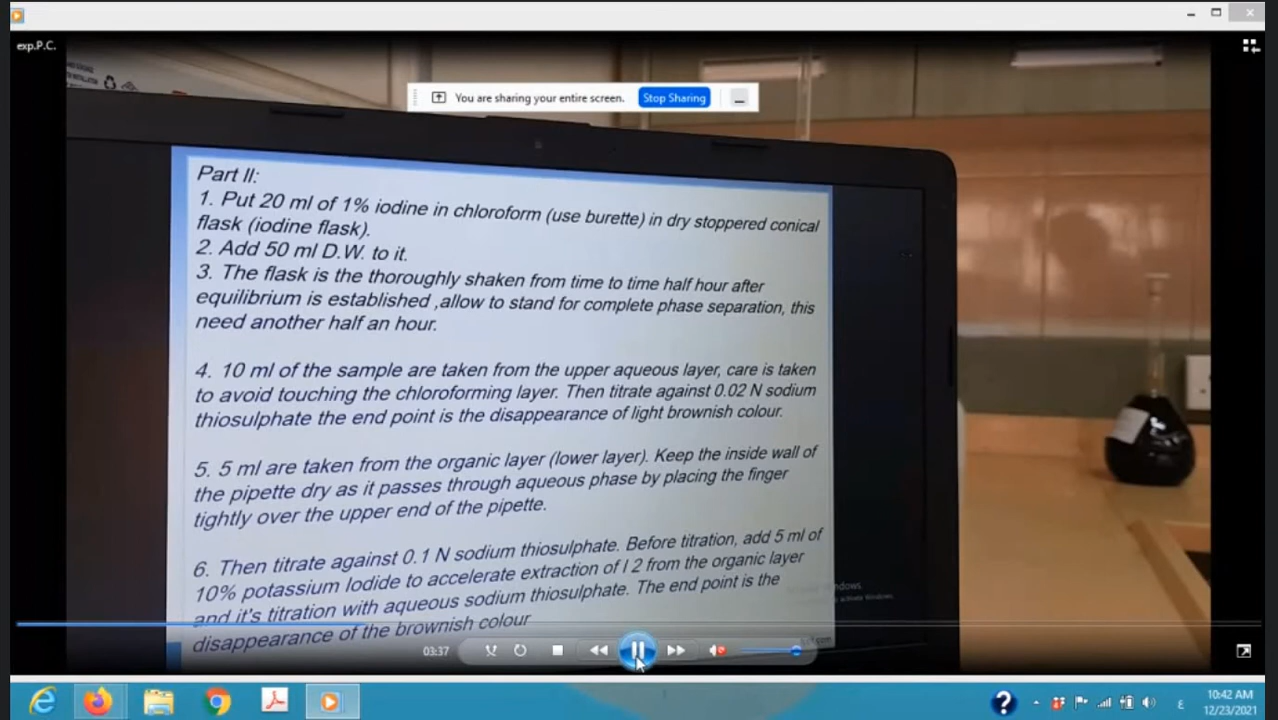 exp.P.C.
You are sharing your entire screen. Stop Sharing
Part II:
1. Put 20 ml of 1% iodine in chloroform (use burette) in dry stoppered conical
flask (iodine flask).
2. Add 50 ml D.W. to it.
3. The flask is the thoroughly shaken from time to time half hour after
equilibrium is established ,allow to stand for complete phase separation, this
need another half an hour.
4. 10 ml of the sample are taken from the upper aqueous layer, care is taken
to avoid touching the chloroforming layer. Then titrate against 0.02 N sodium
thiosulphate the end point is the disappearance of light brownish colour.
5. 5 ml are taken from the organic layer (lower layer). Keep the inside wall of
the pipette dry as it passes through aqueous phase by placing the finger
tightly over the upper end of the pipette.
6. Then titrate against 0.1 N sodium thiosulphate. Before titration, add 5 ml of
10% potassium Iodide to accelerate extraction of I 2 from the organic layer
and it's titration with aqueous sodium thiosulphate. The end point is the
disappearance of the brownish colour
03:37
ع
10:42 AM
12/23/2021